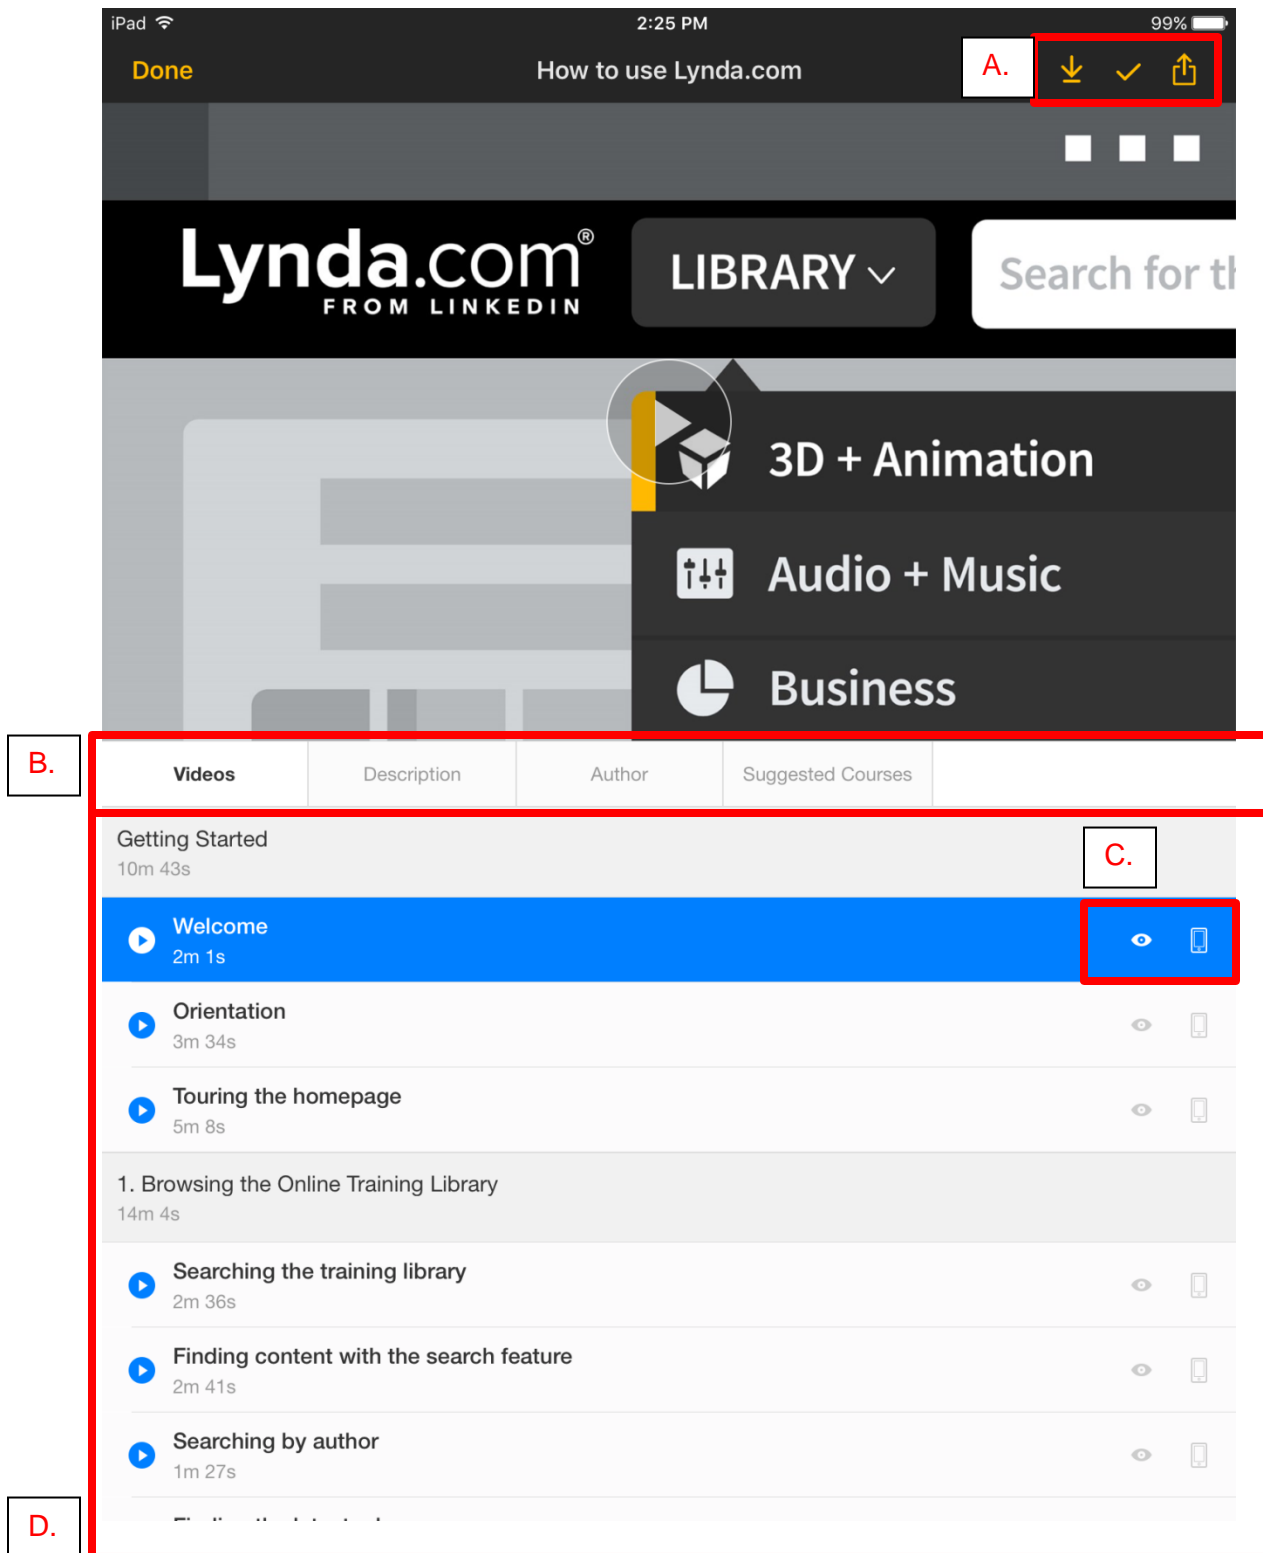 iPad 2:25 PM 99%
Done How to use Lynda.com A.
Lynda.com® LIBRARY Search for th
FROM LINKEDIN
3D + Animation
Audio + Music
Business
B.
Videos Description Author Suggested Courses
Getting Started
10m 43s
C.
Welcome
2m 1s
Orientation
3m 34s
Touring the homepage
5m 8s
1. Browsing the Online Training Library
14m 4s
Searching the training library
2m 36s
Finding content with the search feature
2m 41s
Searching by author
1m 27s
D.